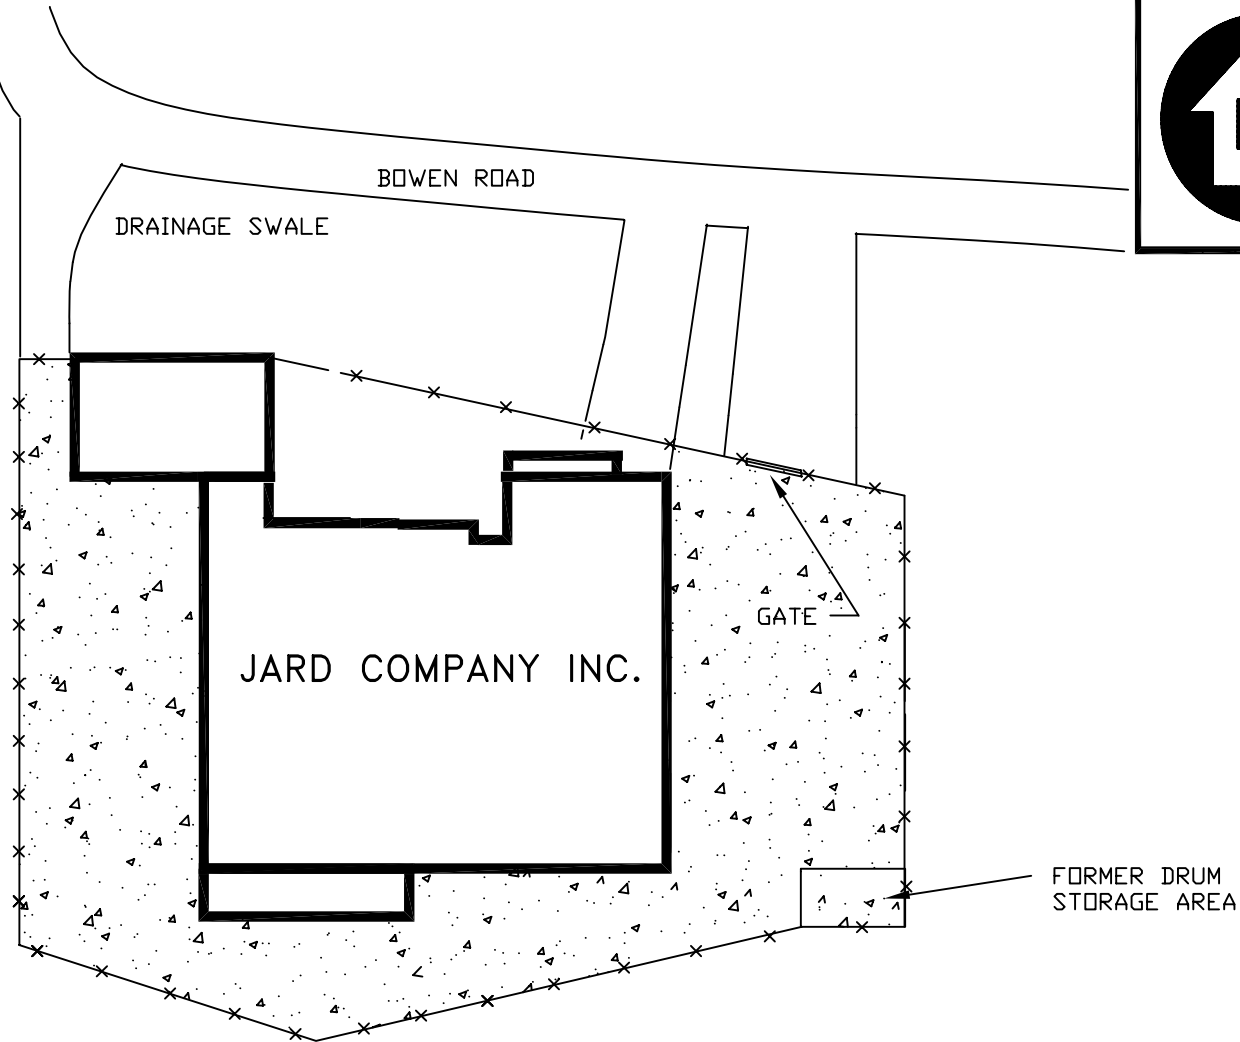 BOWEN ROAD
DRAINAGE SWALE
GATE
JARD COMPANY INC.
FORMER DRUM
STORAGE AREA